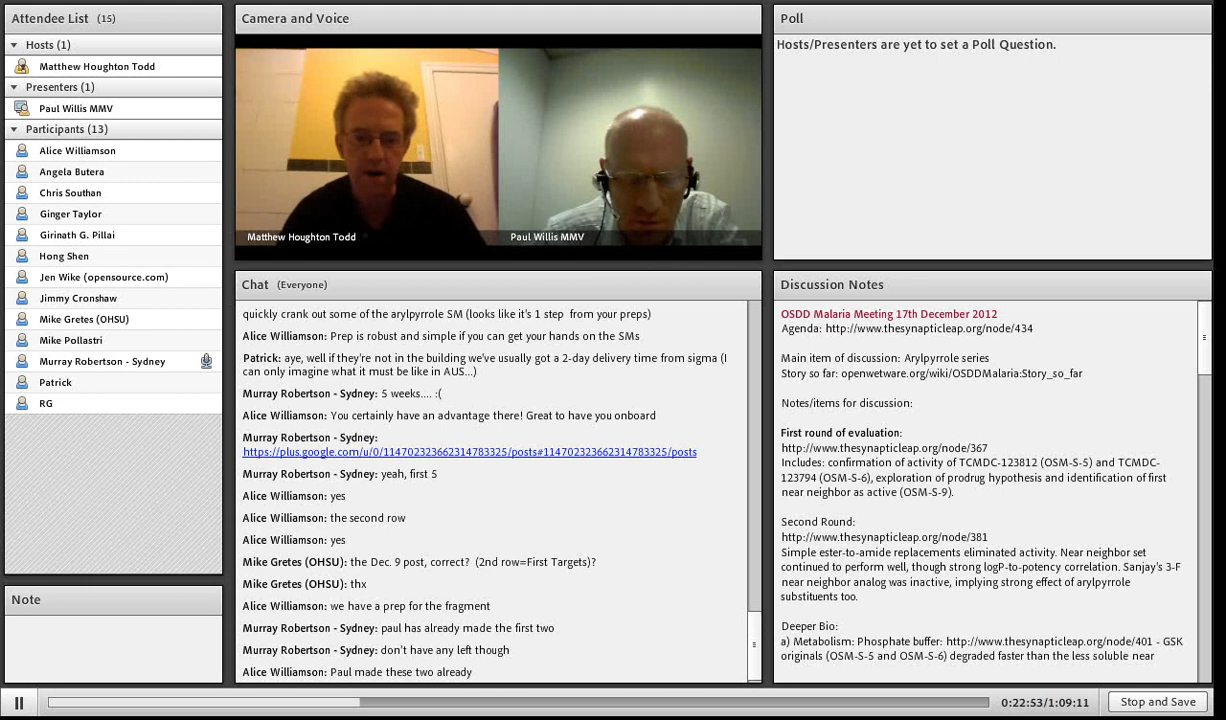 Attendee List (15)
Hosts (1)
Matthew Houghton Todd
Presenters (1)
Paul Willis MMV
Participants (13)
Alice Williamson
Angela Butera
Chris Southan
Ginger Taylor
Girinath G. Pillai
Hong Shen
Jen Wike (opensource.com)
Jimmy Cronshaw
Mike Gretes (OHSU)
Mike Pollastri
Murray Robertson - Sydney
Patrick
RG
Note
Camera and Voice
Matthew Houghton Todd
Paul Willis MMV
Chat (Everyone)
quickly crank out some of the arylpyrrole SM (looks like it's 1 step from your preps)
Alice Williamson: Prep is robust and simple if you can get your hands on the SMs
Patrick: aye, well if they're not in the building we've usually got a 2-day delivery time from sigma (I
can only imagine what it must be like in AUS...)
Murray Robertson - Sydney: 5 weeks.... :(
Alice Williamson: You certainly have an advantage there! Great to have you onboard
Murray Robertson - Sydney:
https://plus.google.com/u/0/114702323662314783325/posts#114702323662314783325/posts
Murray Robertson - Sydney: yeah, first 5
Alice Williamson: yes
Alice Williamson: the second row
Alice Williamson: yes
Mike Gretes (OHSU): the Dec. 9 post, correct? (2nd row=First Targets)?
Mike Gretes (OHSU): thx
Alice Williamson: we have a prep for the fragment
Murray Robertson - Sydney: paul has already made the first two
Murray Robertson - Sydney: don't have any left though
Alice Williamson: Paul made these two already
Poll
Hosts/Presenters are yet to set a Poll Question.
Discussion Notes
OSDD Malaria Meeting 17th December 2012
Agenda: http://www.thesynapticleap.org/node/434
Main item of discussion: Arylpyrrole series
Story so far: openwetware.org/wiki/OSDDMalaria:Story_so_far
Notes/items for discussion:
First round of evaluation:
http://www.thesynapticleap.org/node/367
Includes: confirmation of activity of TCMDC-123812 (OSM-S-5) and TCMDC-
123794 (OSM-S-6), exploration of prodrug hypothesis and identification of first
near neighbor as active (OSM-S-9).
Second Round:
http://www.thesynapticleap.org/node/381
Simple ester-to-amide replacements eliminated activity. Near neighbor set
continued to perform well, though strong logP-to-potency correlation. Sanjay's 3-F
near neighbor analog was inactive, implying strong effect of arylpyrrole
substituents too.
Deeper Bio:
a) Metabolism: Phosphate buffer: http://www.thesynapticleap.org/node/401 - GSK
originals (OSM-S-5 and OSM-S-6) degraded faster than the less soluble near
0:22:53/1:09:11
Stop and Save